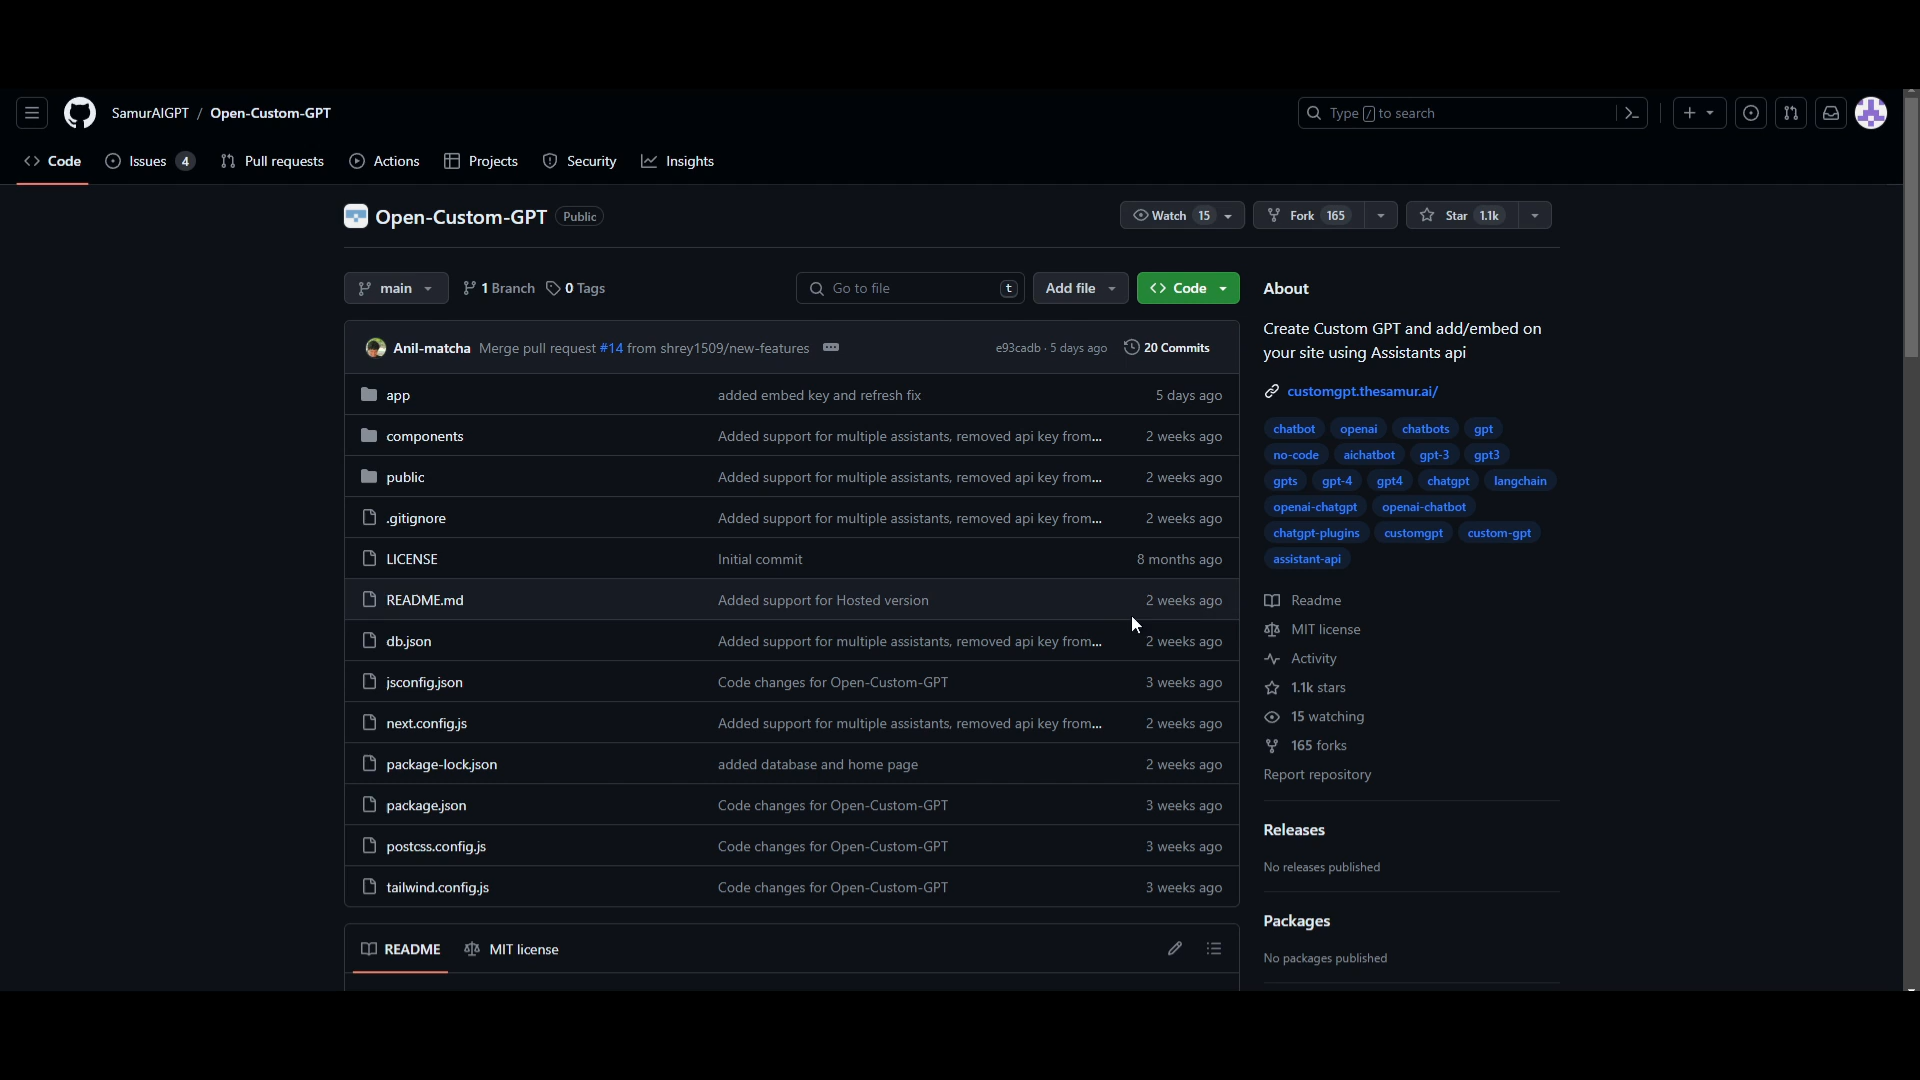 SamurAIGPT / Open-Custom-GPT
Type / to search
Code Issues 4 Pull requests Actions Projects Security Insights
Open-Custom-GPT Public
Watch 15 Fork 165 Star 1.1k
main 1 Branch 0 Tags Go to file t Add file Code
Anil-matcha Merge pull request #14 from shrey1509/new-features e93cadb · 5 days ago 20 Commits
app added embed key and refresh fix 5 days ago
components Added support for multiple assistants, removed api key from... 2 weeks ago
public Added support for multiple assistants, removed api key from... 2 weeks ago
.gitignore Added support for multiple assistants, removed api key from... 2 weeks ago
LICENSE Initial commit 8 months ago
README.md Added support for Hosted version 2 weeks ago
db.json Added support for multiple assistants, removed api key from... 2 weeks ago
jsconfig.json Code changes for Open-Custom-GPT 3 weeks ago
next.config.js Added support for multiple assistants, removed api key from... 2 weeks ago
package-lock.json added database and home page 2 weeks ago
package.json Code changes for Open-Custom-GPT 3 weeks ago
postcss.config.js Code changes for Open-Custom-GPT 3 weeks ago
tailwind.config.js Code changes for Open-Custom-GPT 3 weeks ago
README MIT license
About
Create Custom GPT and add/embed on
your site using Assistants api
customgpt.thesamur.ai/
chatbot openai chatbots gpt
no-code aichatbot gpt-3 gpt3
gpts gpt-4 gpt4 chatgpt langchain
openai-chatgpt openai-chatbot
chatgpt-plugins customgpt custom-gpt
assistant-api
Readme
MIT license
Activity
1.1k stars
15 watching
165 forks
Report repository
Releases
No releases published
Packages
No packages published